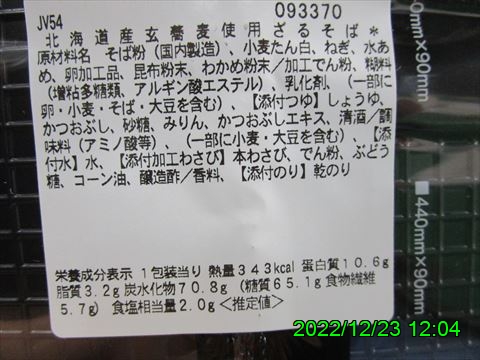 JV54 093370
北海道産玄蕎麦使用ざるそば*
原材料名 そば粉(国内製造)、小麦たん白、ねぎ、水あ
め、卵加工品、昆布粉末、わかめ粉末/加工でん粉、糊料
(増粘多糖類、アルギン酸エステル)、乳化剤、(一部に
卵・小麦・そば・大豆を含む)、【添付つゆ】しょうゆ、
かつおぶし、砂糖、みりん、かつおぶしエキス、清酒/調
味料(アミノ酸等)、(一部に小麦・大豆を含む)、【添
付水】水、【添付加工わさび】本わさび、でん粉、ぶどう
糖、コーン油、醸造酢/香料、【添付のり】乾のり
栄養成分表示 1包装当り 熱量343kcal 蛋白質10.6g
脂質3.2g 炭水化物70.8g (糖質65.1g 食物繊維
5.7g) 食塩相当量2.0g<推定値>
0mm×90mm
440mm×90mm
2022/12/23 12:04